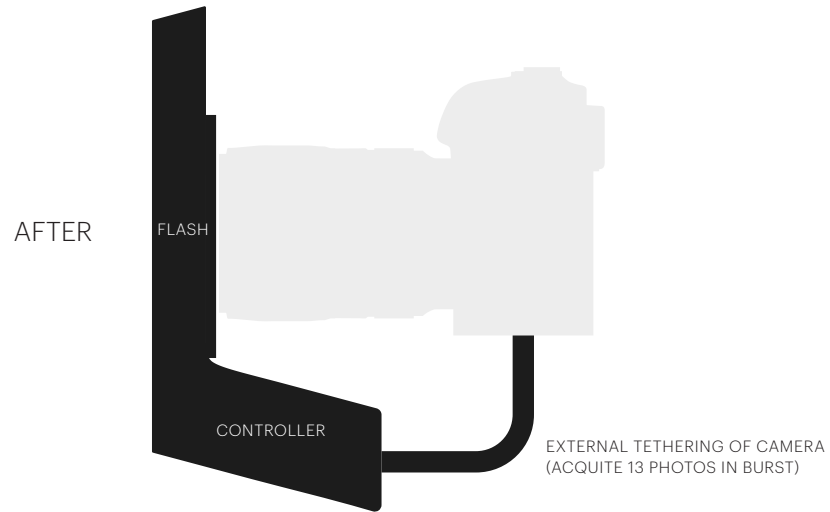 AFTER
FLASH
CONTROLLER
EXTERNAL TETHERING OF CAMERA
(ACQUITE 13 PHOTOS IN BURST)